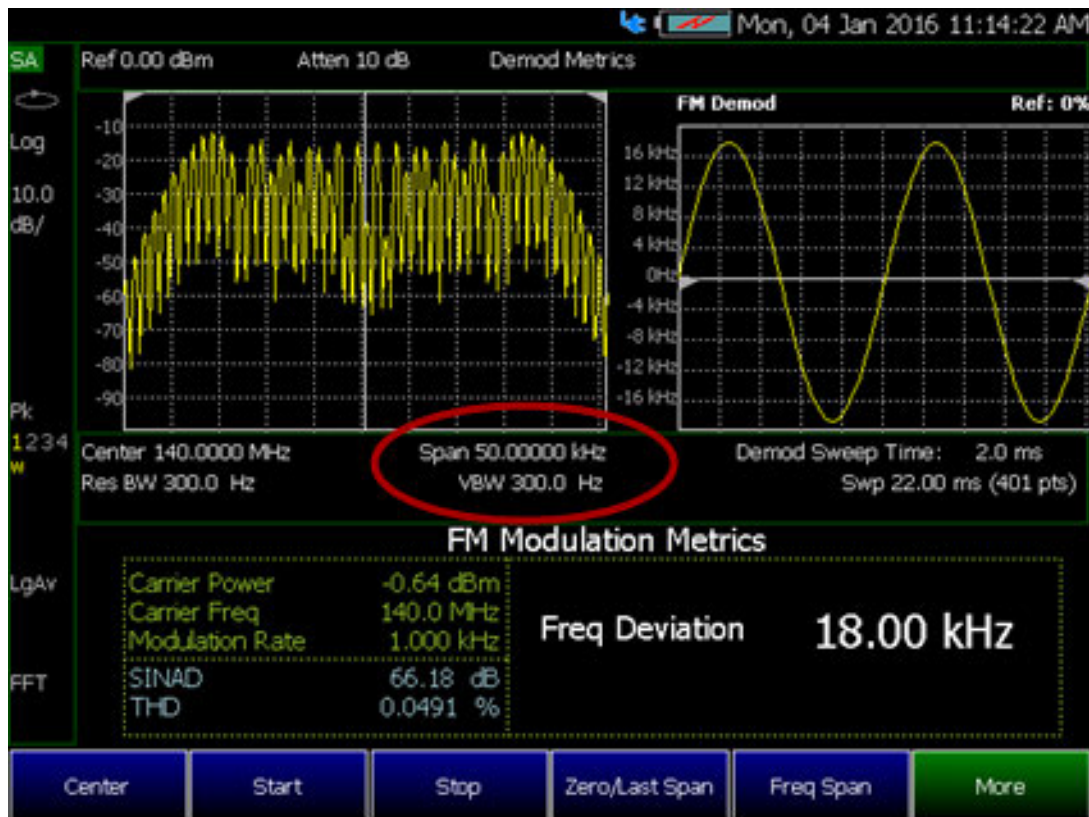 Mon, 04 Jan 2016 11:14:22 AM
SA
Ref 0.00 dBm Atten 10 dB Demod Metrics
Log
10.0
dB/
Pk
1234
W
LgAv
FFT
-10
-20
-30
-40
-50
-60
-70
-80
-90
FM Demod Ref: 0%
16 kHz
12 kHz
8 kHz
4 kHz
0Hz
-4 kHz
-8 kHz
-12 kHz
-16 kHz
Center 140.0000 MHz Span 50.00000 kHz Demod Sweep Time: 2.0 ms
Res BW 300.0 Hz VBW 300.0 Hz Swp 22.00 ms (401 pts)
FM Modulation Metrics
Carrier Power -0.64 dBm
Carrier Freq 140.0 MHz
Modulation Rate 1.000 kHz
SINAD 66.18 dB
THD 0.0491 %
Freq Deviation 18.00 kHz
Center Start Stop Zero/Last Span Freq Span More